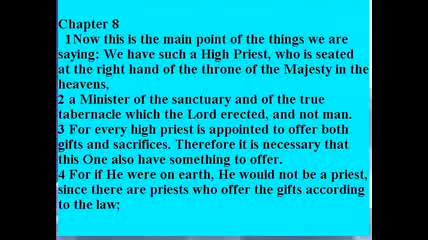 Chapter 8
1Now this is the main point of the things we are
saying: We have such a High Priest, who is seated
at the right hand of the throne of the Majesty in the
heavens,
2 a Minister of the sanctuary and of the true
tabernacle which the Lord erected, and not man.
3 For every high priest is appointed to offer both
gifts and sacrifices. Therefore it is necessary that
this One also have something to offer.
4 For if He were on earth, He would not be a priest,
since there are priests who offer the gifts according
to the law;